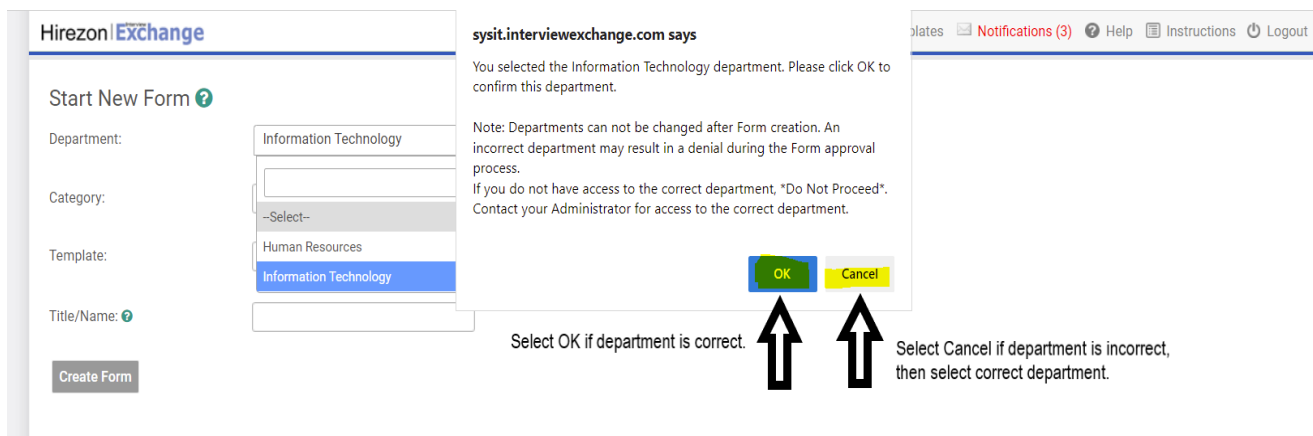 Hirezon Interview Exchange
plates Notifications (3) Help Instructions Logout
Start New Form
Department:
Information Technology
Category:
--Select--
Human Resources
Information Technology
Template:
Title/Name:
Create Form
sysit.interviewexchange.com says
You selected the Information Technology department. Please click OK to
confirm this department.
Note: Departments can not be changed after Form creation. An
incorrect department may result in a denial during the Form approval
process.
If you do not have access to the correct department, *Do Not Proceed*.
Contact your Administrator for access to the correct department.
OK Cancel
Select OK if department is correct.
Select Cancel if department is incorrect,
then select correct department.